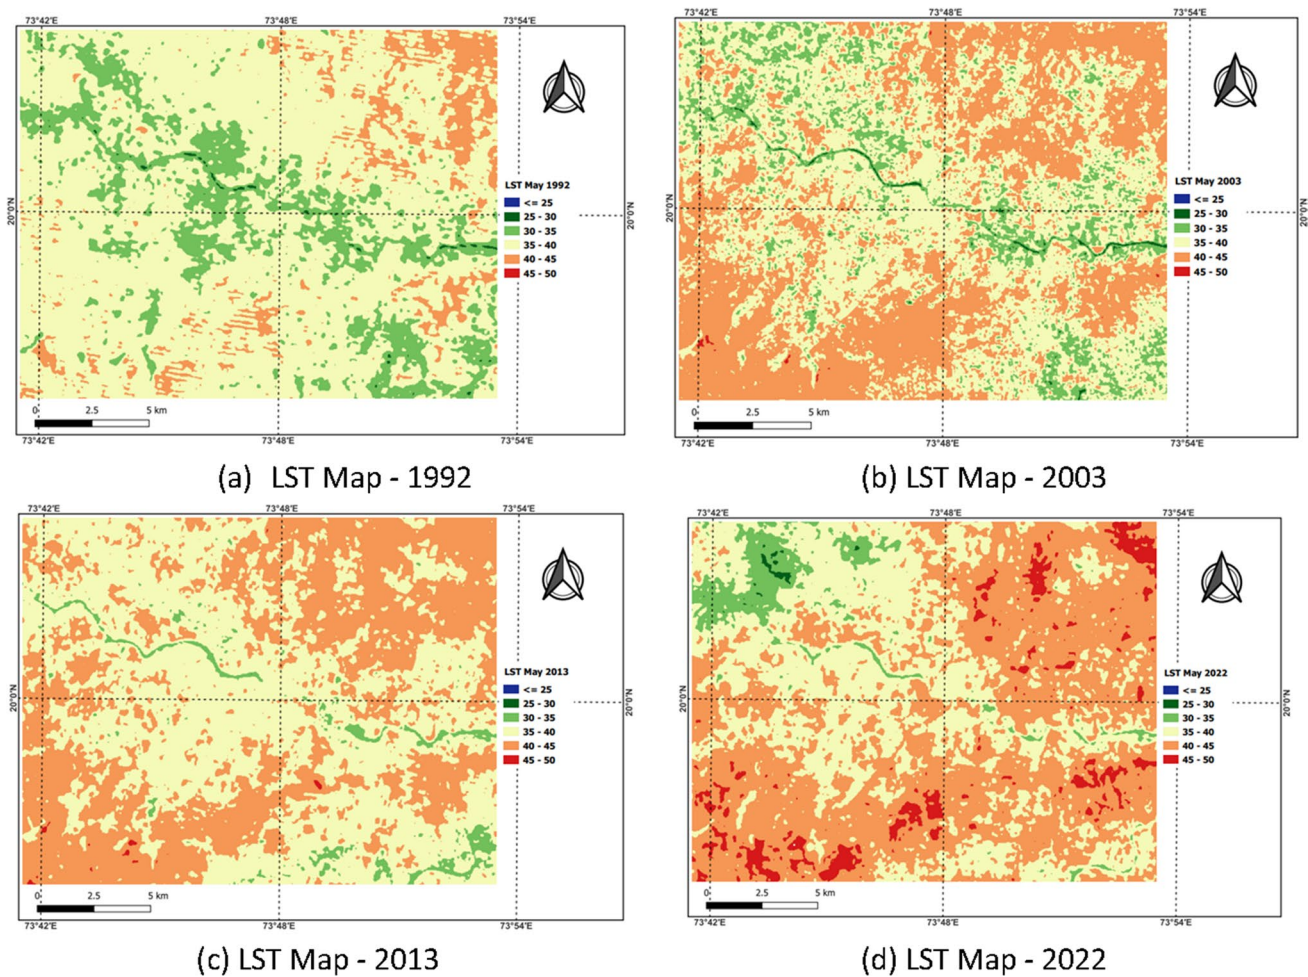 73°42'E 73°48'E 73°54'E
20°0'N 20°0'N
LST May 1992
<= 25
25 - 30
30 - 35
35 - 40
40 - 45
45 - 50
0 2.5 5 km
73°42'E 73°48'E 73°54'E
(a) LST Map - 1992
73°42'E 73°48'E 73°54'E
20°0'N 20°0'N
LST May 2003
<= 25
25 - 30
30 - 35
35 - 40
40 - 45
45 - 50
0 2.5 5 km
73°42'E 73°48'E 73°54'E
(b) LST Map - 2003
73°42'E 73°48'E 73°54'E
20°0'N 20°0'N
LST May 2013
<= 25
25 - 30
30 - 35
35 - 40
40 - 45
45 - 50
0 2.5 5 km
73°42'E 73°48'E 73°54'E
(c) LST Map - 2013
73°42'E 73°48'E 73°54'E
20°0'N 20°0'N
LST May 2022
<= 25
25 - 30
30 - 35
35 - 40
40 - 45
45 - 50
0 2.5 5 km
73°42'E 73°48'E 73°54'E
(d) LST Map - 2022